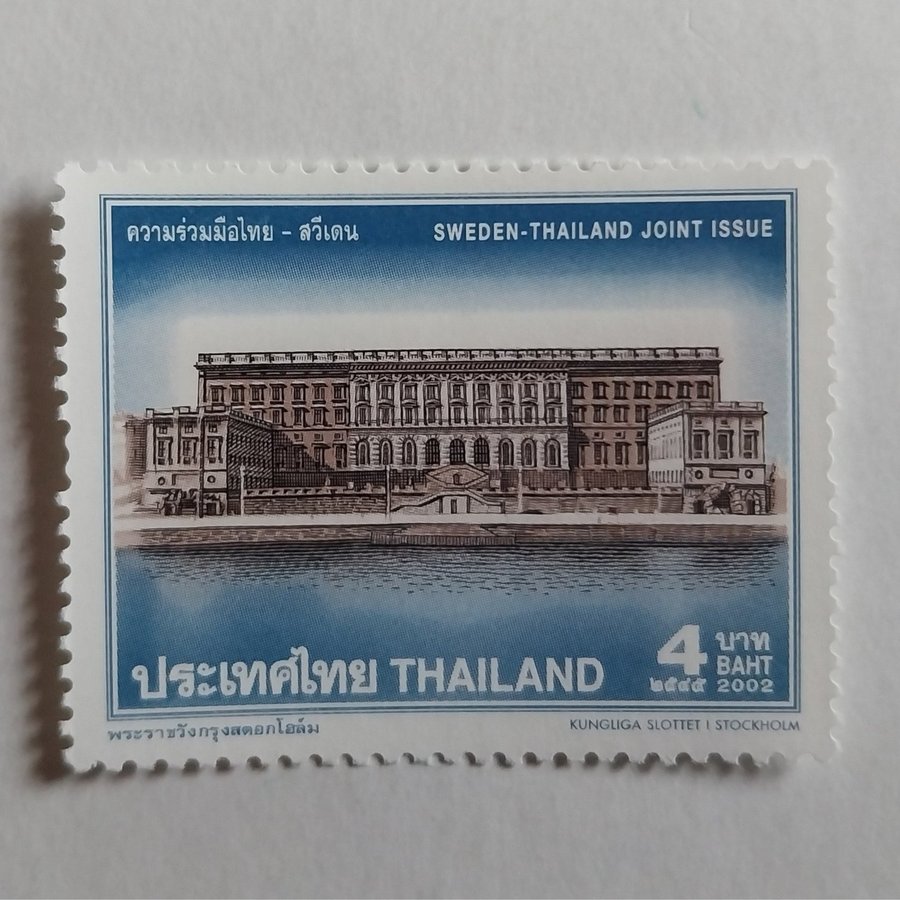 ความร่วมมือไทย - สวีเดน SWEDEN-THAILAND JOINT ISSUE
4 บาท
BAHT
ประเทศไทย THAILAND
๒๕๔๕ 2002
พระราชวังกรุงสตอกโฮล์ม KUNGLIGA SLOTTET I STOCKHOLM